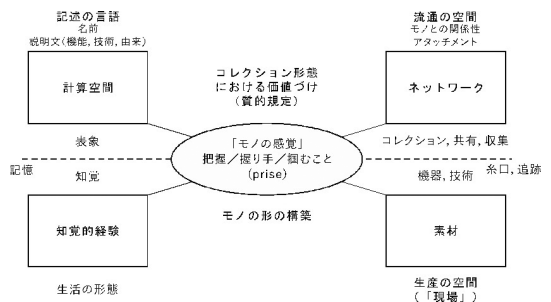 記述の言語
名前
説明文(機能, 技術, 由来)
流通の空間
モノとの関係性
アタッチメント
計算空間
コレクション形態
における価値づけ
(質的規定)
ネットワーク
表象
「モノの感覚」
把握／握り手／掴むこと
(prise)
コレクション, 共有, 収集
記憶
糸口, 追跡
知覚
機器, 技術
知覚的経験
モノの形の構築
素材
生活の形態
生産の空間
(「現場」)